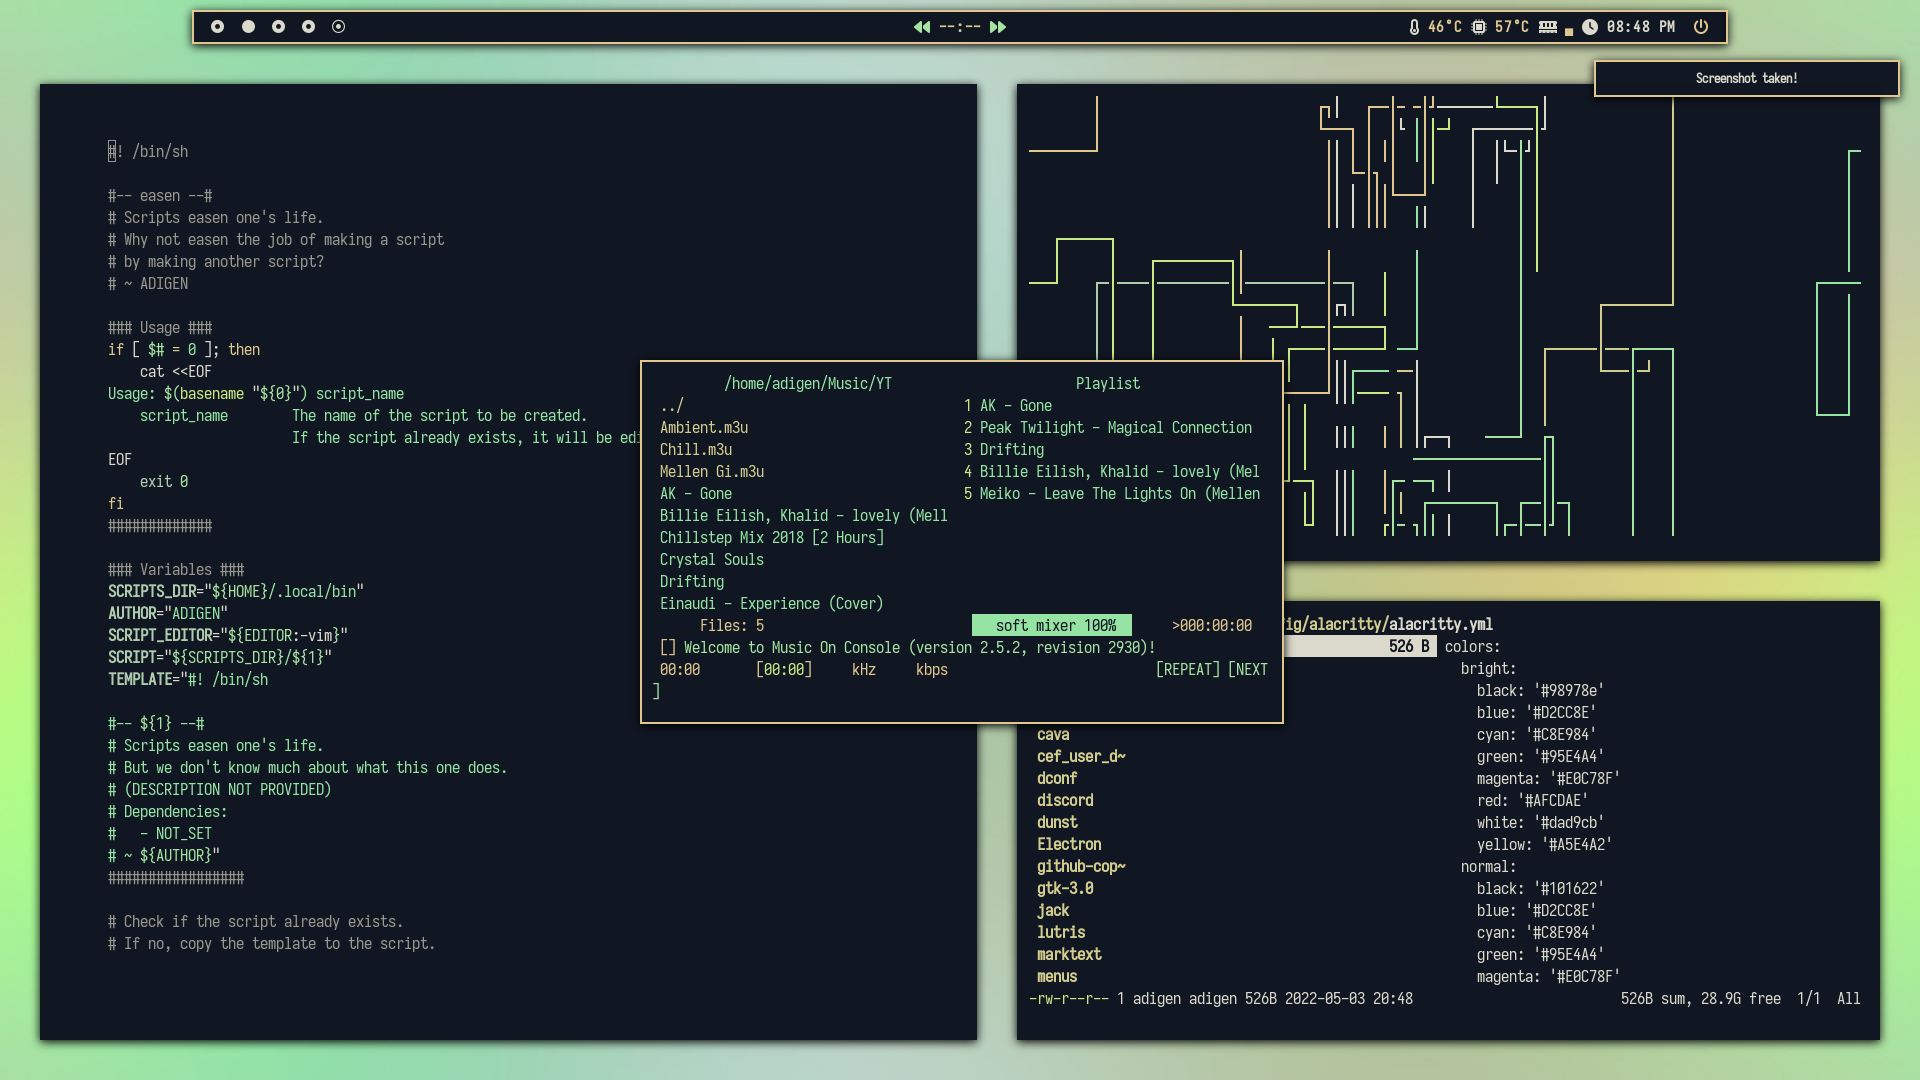 --:--
46°C 57°C 08:48 PM
Screenshot taken!
#! /bin/sh
#-- easen --#
# Scripts easen one's life.
# Why not easen the job of making a script
# by making another script?
# ~ ADIGEN
### Usage ###
if [ $# = 0 ]; then
    cat <<EOF
Usage: $(basename "${0}") script_name
    script_name        The name of the script to be created.
                       If the script already exists, it will be edi
EOF
    exit 0
fi
#############
### Variables ###
SCRIPTS_DIR="${HOME}/.local/bin"
AUTHOR="ADIGEN"
SCRIPT_EDITOR="${EDITOR:-vim}"
SCRIPT="${SCRIPTS_DIR}/${1}"
TEMPLATE="#! /bin/sh
#-- ${1} --#
# Scripts easen one's life.
# But we don't know much about what this one does.
# (DESCRIPTION NOT PROVIDED)
# Dependencies:
#   - NOT_SET
# ~ ${AUTHOR}"
#################
# Check if the script already exists.
# If no, copy the template to the script.
/home/adigen/Music/YT
../
Ambient.m3u
Chill.m3u
Mellen Gi.m3u
AK - Gone
Billie Eilish, Khalid - lovely (Mell
Chillstep Mix 2018 [2 Hours]
Crystal Souls
Drifting
Einaudi - Experience (Cover)
Playlist
1 AK - Gone
2 Peak Twilight - Magical Connection
3 Drifting
4 Billie Eilish, Khalid - lovely (Mel
5 Meiko - Leave The Lights On (Mellen
Files: 5 soft mixer 100% >000:00:00
[] Welcome to Music On Console (version 2.5.2, revision 2930)!
00:00 [00:00] kHz kbps [REPEAT] [NEXT
]
ig/alacritty/alacritty.yml
526 B
cava
cef_user_d~
dconf
discord
dunst
Electron
github-cop~
gtk-3.0
jack
lutris
marktext
menus
colors:
  bright:
    black: '#98978e'
    blue: '#D2CC8E'
    cyan: '#C8E984'
    green: '#95E4A4'
    magenta: '#E0C78F'
    red: '#AFCDAE'
    white: '#dad9cb'
    yellow: '#A5E4A2'
  normal:
    black: '#101622'
    blue: '#D2CC8E'
    cyan: '#C8E984'
    green: '#95E4A4'
    magenta: '#E0C78F'
-rw-r--r-- 1 adigen adigen 526B 2022-05-03 20:48 526B sum, 28.9G free 1/1 All